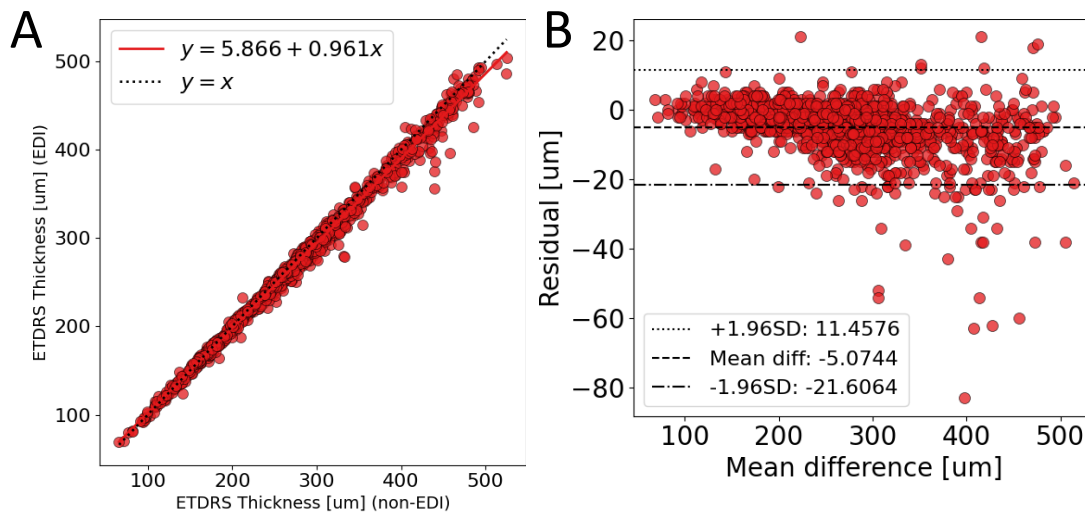 A
y = 5.866 + 0.961x
y = x
500
400
300
200
100
ETDRS Thickness [um] (EDI)
100 200 300 400 500
ETDRS Thickness [um] (non-EDI)
B
20
0
−20
−40
−60
−80
Residual [um]
+1.96SD: 11.4576
Mean diff: -5.0744
-1.96SD: -21.6064
100 200 300 400 500
Mean difference [um]